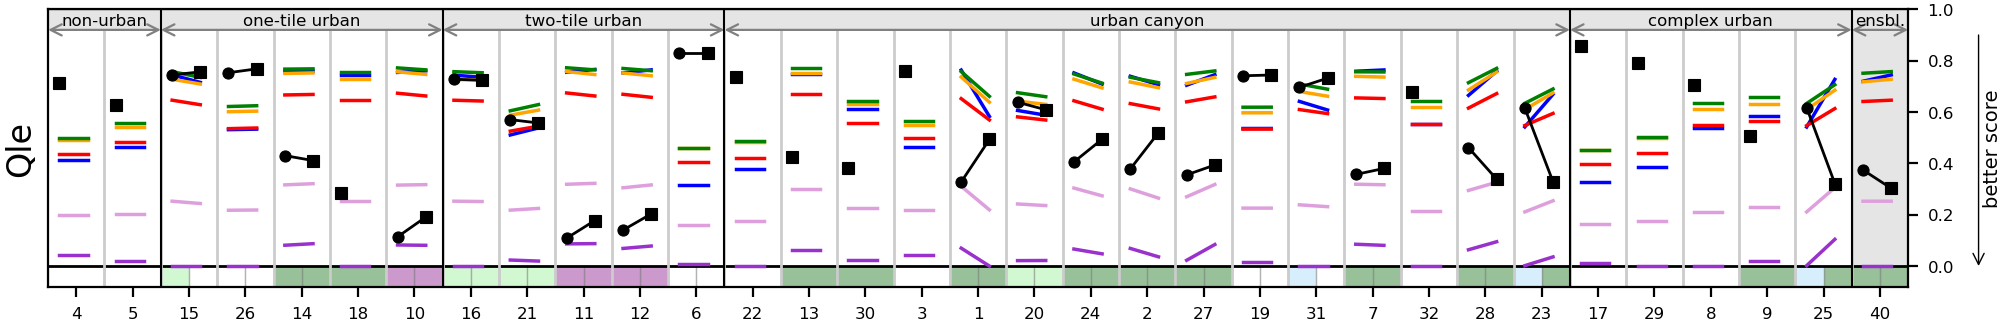 non-urban one-tile urban two-tile urban urban canyon complex urban ensbl.
Qle
1.0
0.8
0.6
0.4
0.2
0.0
better score
4 5 15 26 14 18 10 16 21 11 12 6 22 13 30 3 1 20 24 2 27 19 31 7 32 28 23 17 29 8 9 25 40